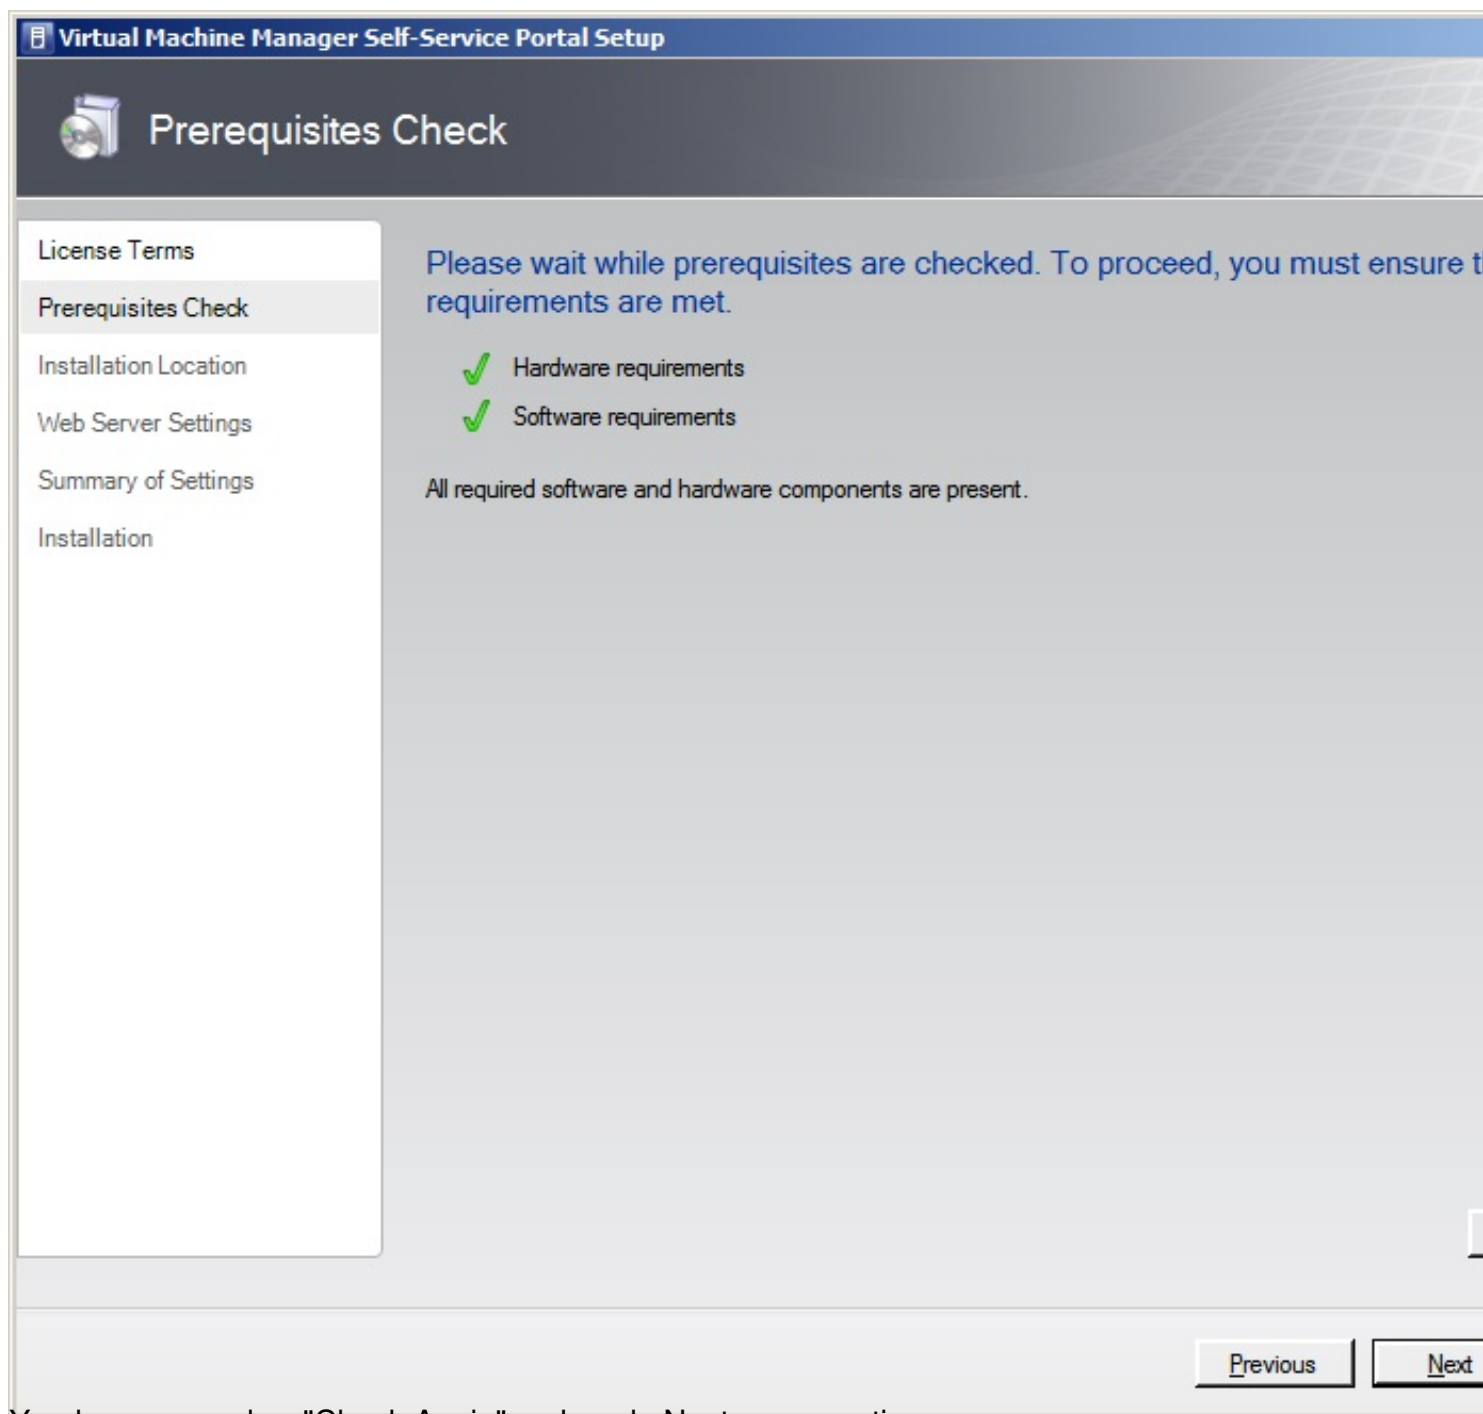 Virtual Machine Manager Self-Service Portal Setup
Prerequisites Check
License Terms
Prerequisites Check
Installation Location
Web Server Settings
Summary of Settings
Installation
Please wait while prerequisites are checked. To proceed, you must ensure
requirements are met.
Hardware requirements
Software requirements
All required software and hardware components are present.
Previous
Next